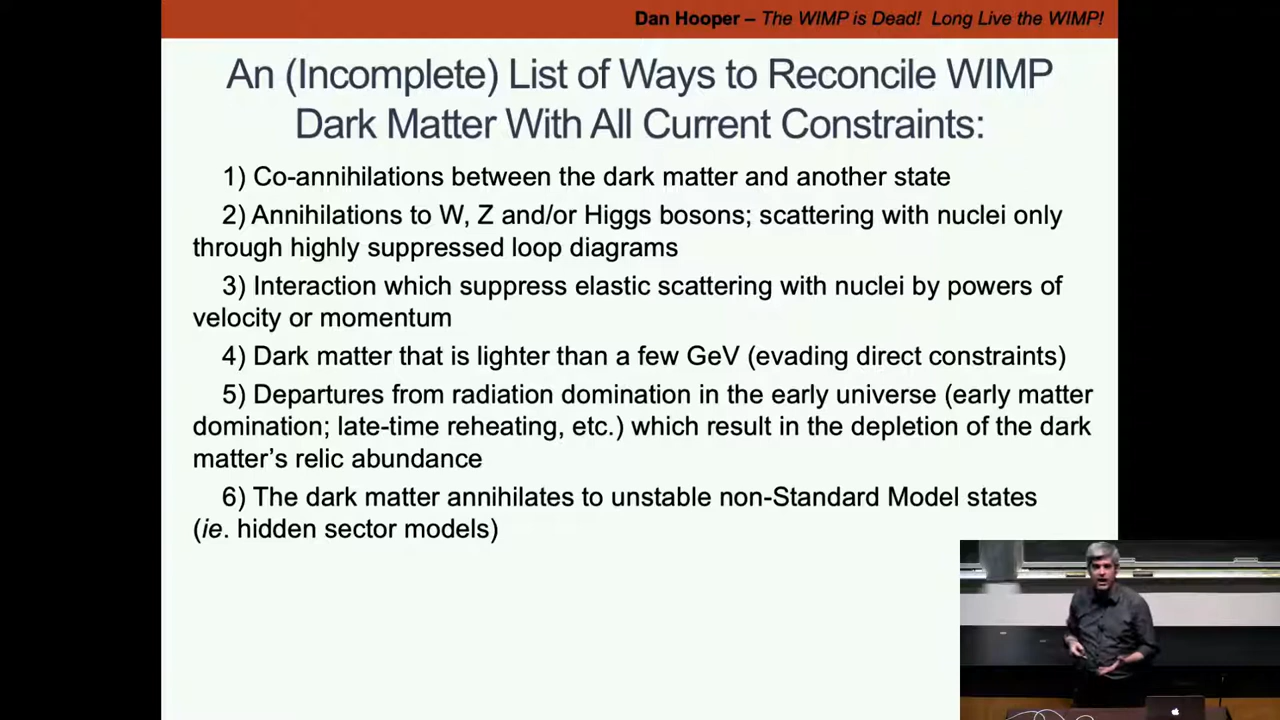 Dan Hooper – The WIMP is Dead! Long Live the WIMP!
An (Incomplete) List of Ways to Reconcile WIMP
Dark Matter With All Current Constraints:
1) Co-annihilations between the dark matter and another state
2) Annihilations to W, Z and/or Higgs bosons; scattering with nuclei only
through highly suppressed loop diagrams
3) Interaction which suppress elastic scattering with nuclei by powers of
velocity or momentum
4) Dark matter that is lighter than a few GeV (evading direct constraints)
5) Departures from radiation domination in the early universe (early matter
domination; late-time reheating, etc.) which result in the depletion of the dark
matter’s relic abundance
6) The dark matter annihilates to unstable non-Standard Model states
(ie. hidden sector models)